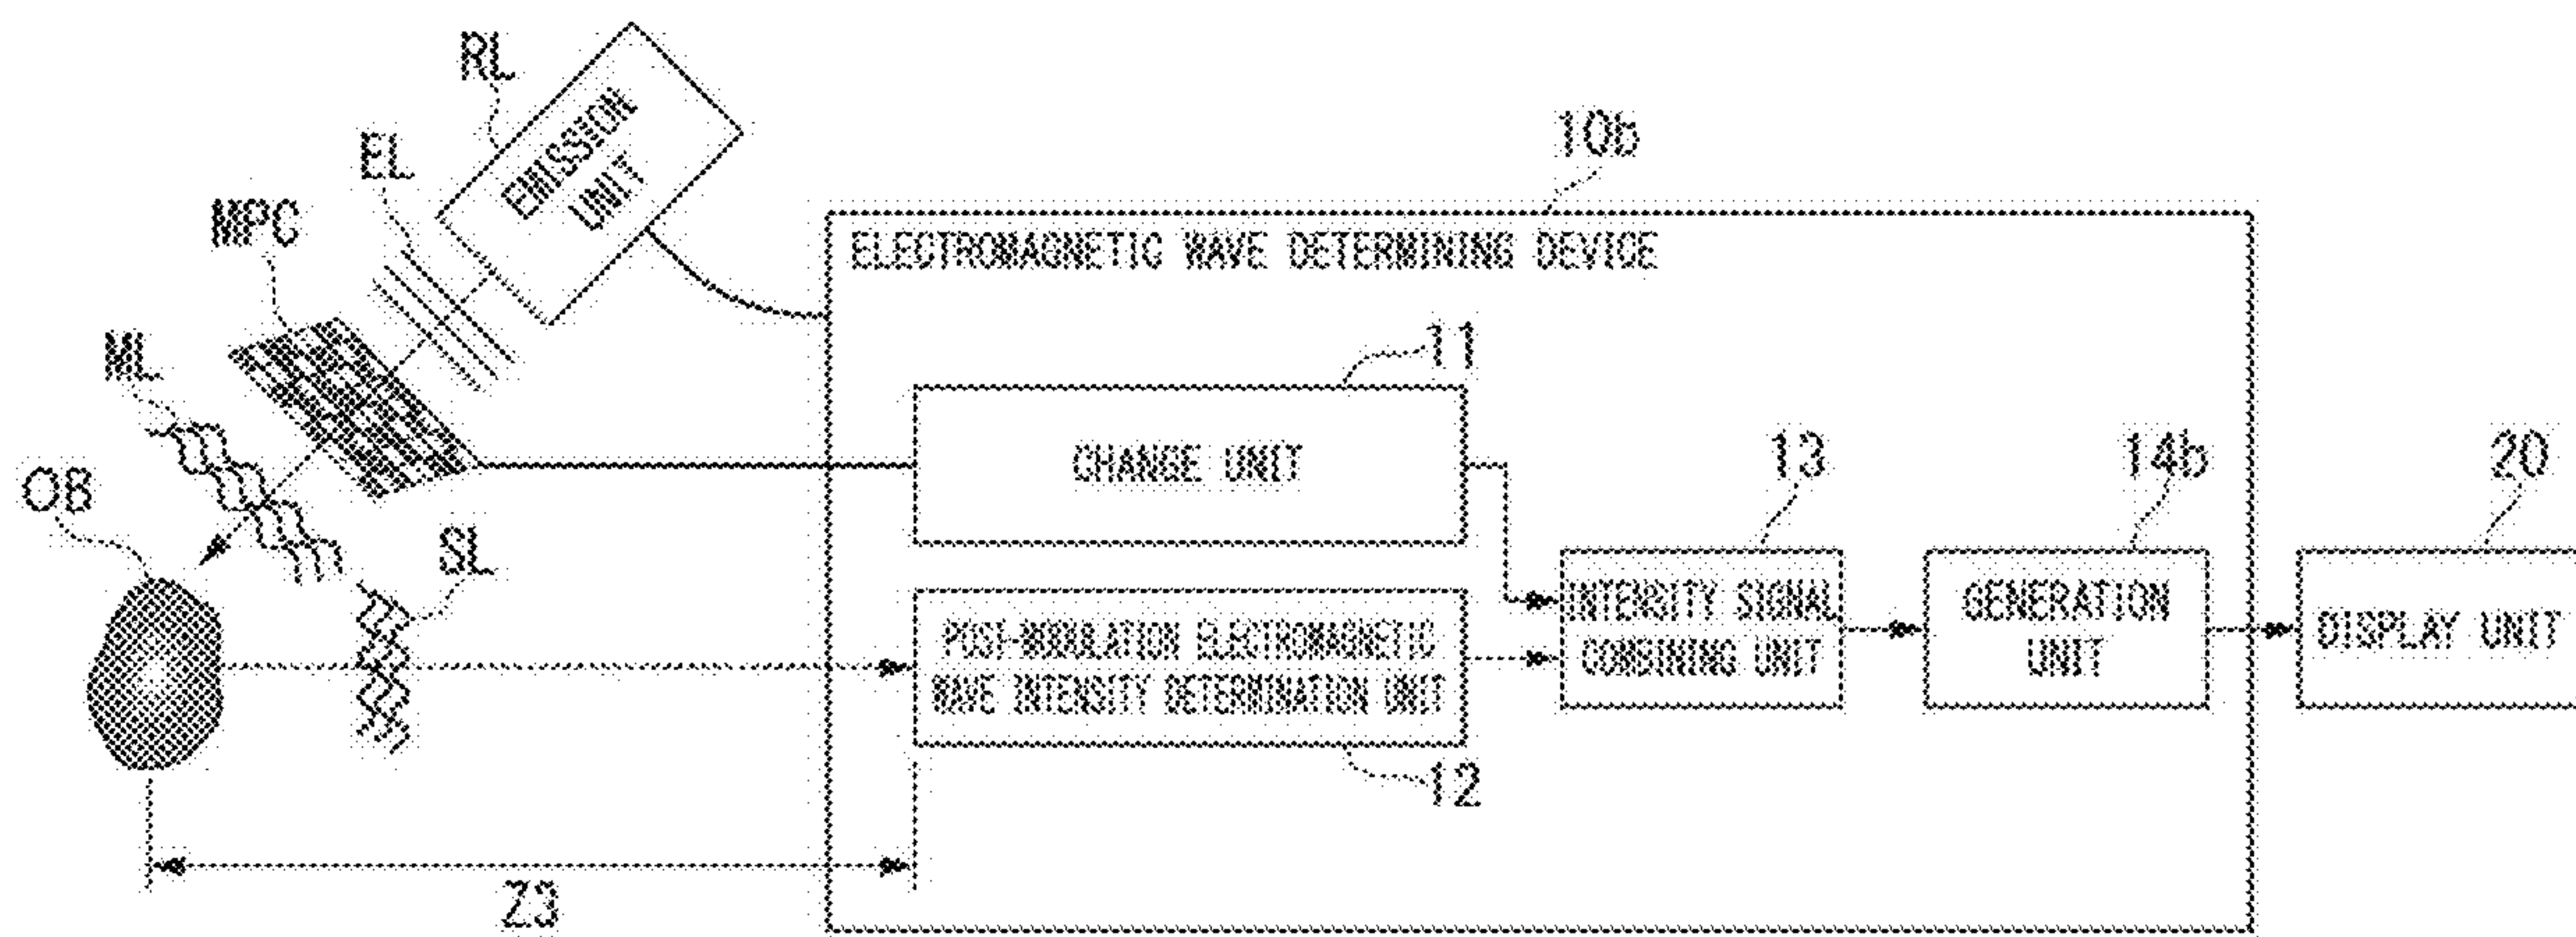 RL
EMISSION
UNIT
EL
MPC
ML
OB
SL
10b
ELECTROMAGNETIC WAVE DETERMINING DEVICE
11
CHANGE UNIT
13
14b
20
POST-MODULATION ELECTROMAGNETIC
WAVE INTENSITY DETERMINATION UNIT
INTENSITY SIGNAL
COMBINING UNIT
GENERATION
UNIT
DISPLAY UNIT
12
Z3